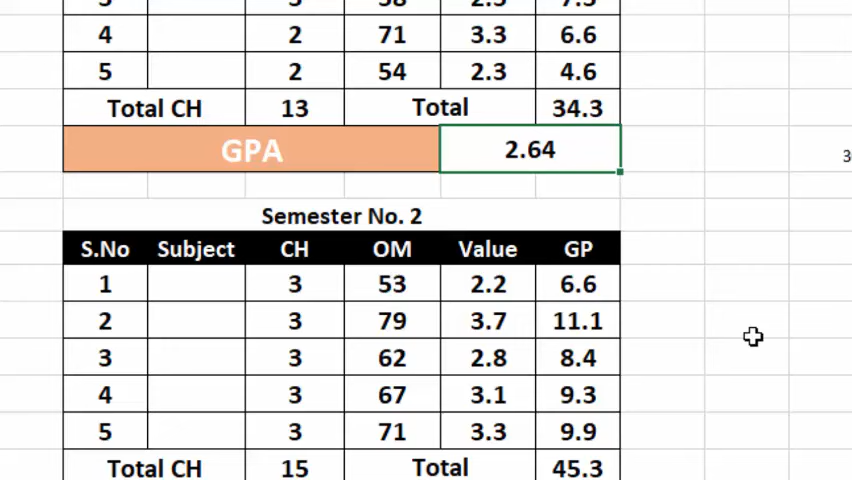 4 2 71 3.3 6.6
5 2 54 2.3 4.6
Total CH 13 Total 34.3
GPA 2.64
Semester No. 2
S.No Subject CH OM Value GP
1 3 53 2.2 6.6
2 3 79 3.7 11.1
3 3 62 2.8 8.4
4 3 67 3.1 9.3
5 3 71 3.3 9.9
Total CH 15 Total 45.3